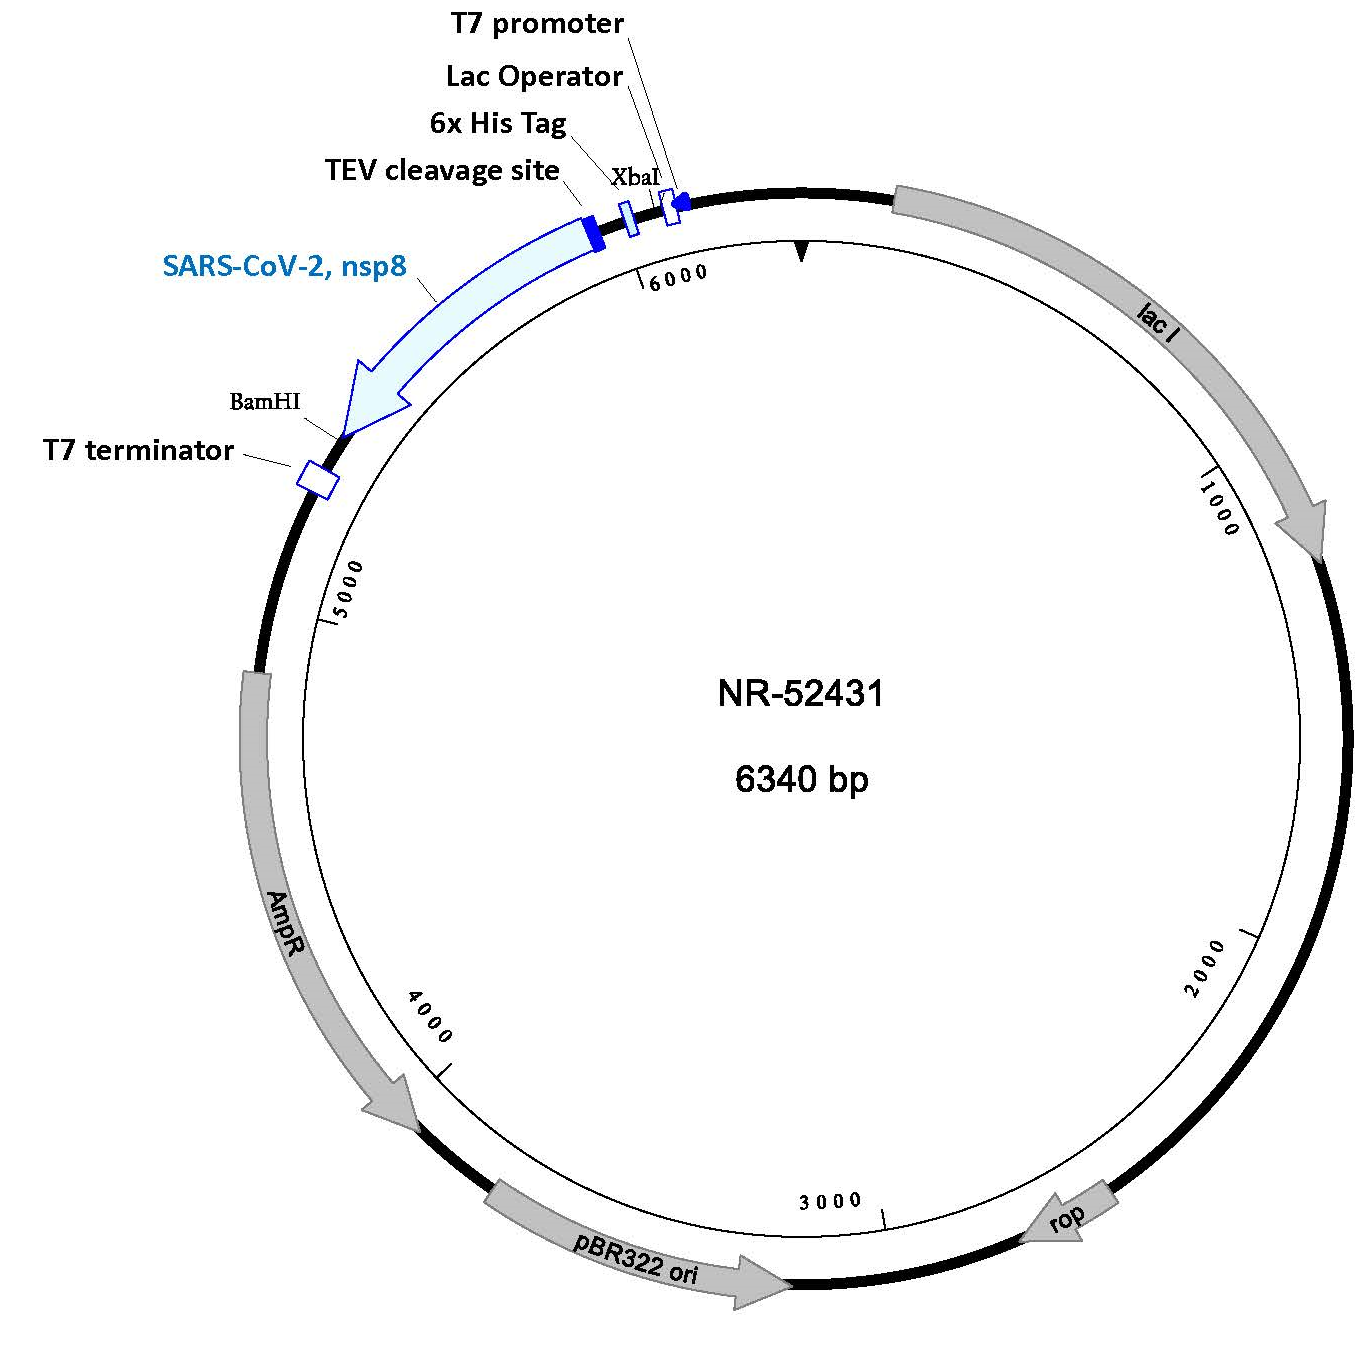 T7 promoter
Lac Operator
6x His Tag
TEV cleavage site
XbaI
SARS-CoV-2, nsp8
6000
lac I
BamHI
T7 terminator
1000
5000
NR-52431
6340 bp
AmpR
2000
4000
3000
rop
pBR322 ori